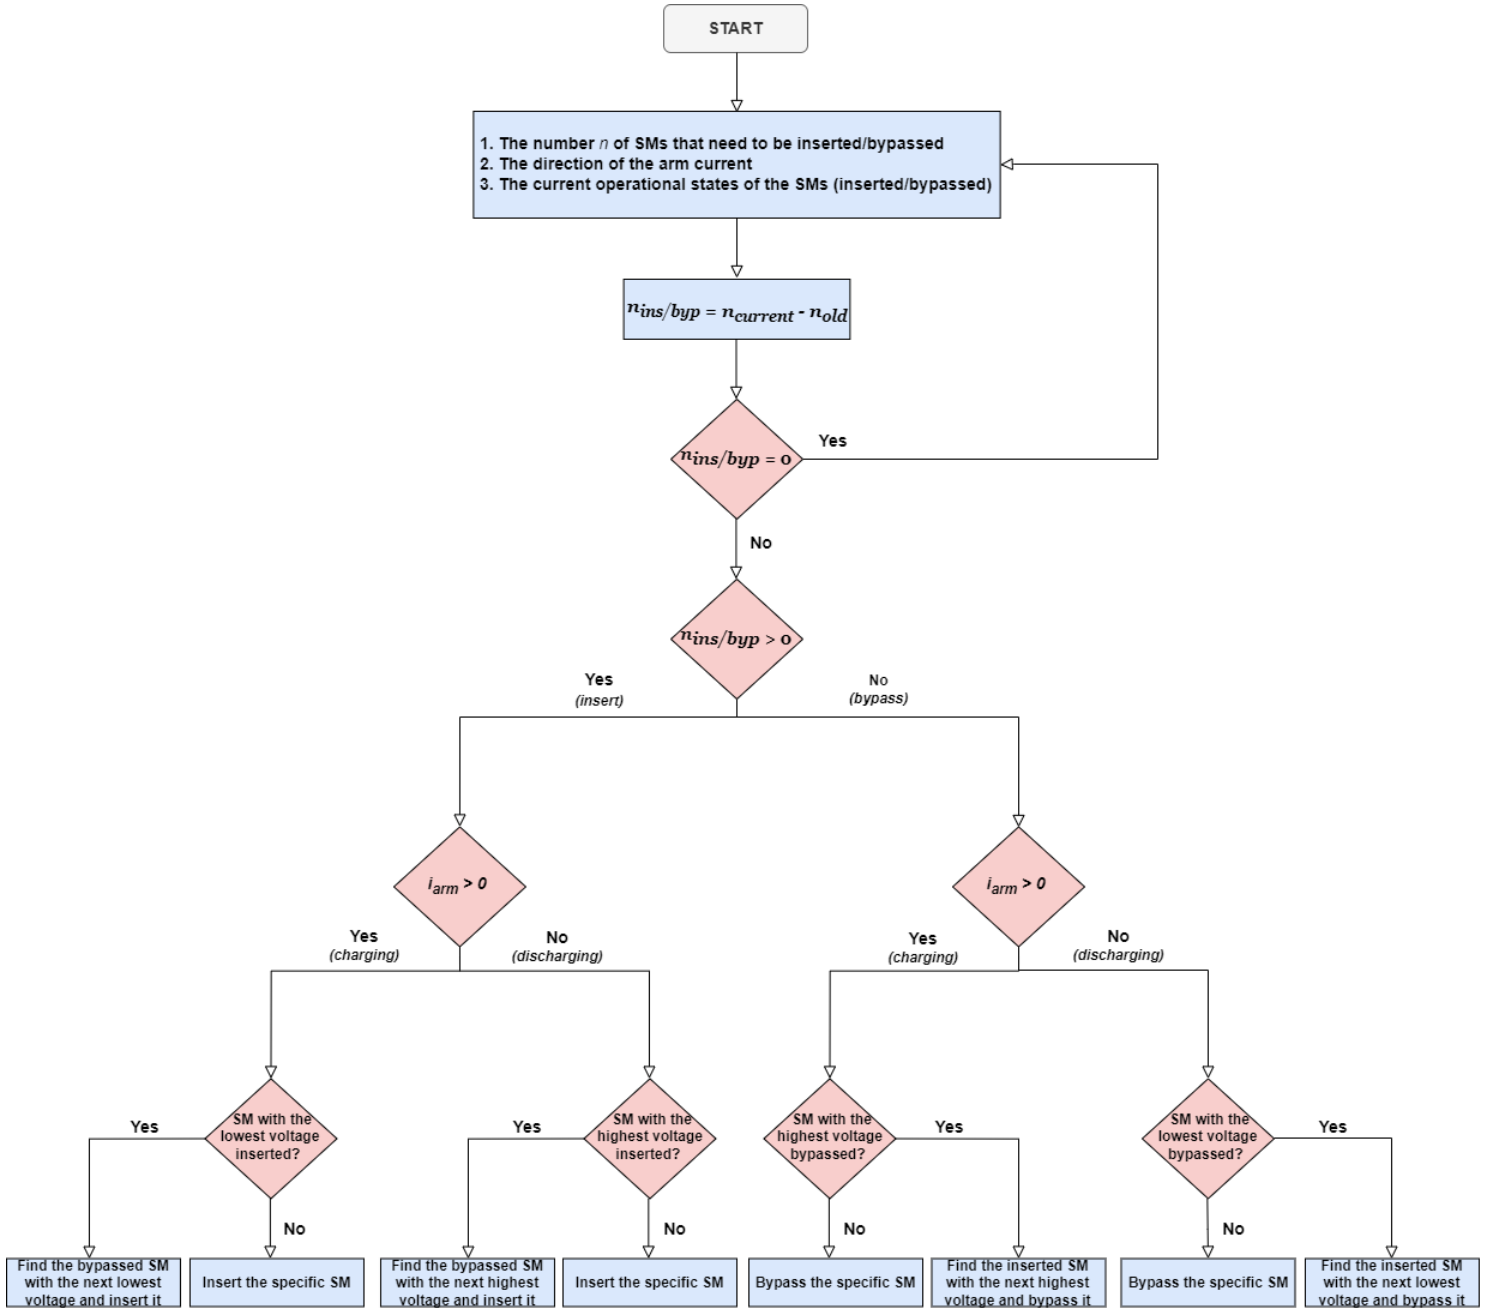 START
1. The number n of SMs that need to be inserted/bypassed
2. The direction of the arm current
3. The current operational states of the SMs (inserted/bypassed)
nins/byp = ncurrent - nold
nins/byp = 0
Yes
No
nins/byp > 0
Yes
(insert)
No
(bypass)
iarm > 0
iarm > 0
Yes
(charging)
No
(discharging)
Yes
(charging)
No
(discharging)
SM with the
lowest voltage
inserted?
SM with the
highest voltage
inserted?
SM with the
highest voltage
bypassed?
SM with the
lowest voltage
bypassed?
Yes
No
Yes
No
No
Yes
No
Yes
Find the bypassed SM
with the next lowest
voltage and insert it
Insert the specific SM
Find the bypassed SM
with the next highest
voltage and insert it
Insert the specific SM
Bypass the specific SM
Find the inserted SM
with the next highest
voltage and bypass it
Bypass the specific SM
Find the inserted SM
with the next lowest
voltage and bypass it